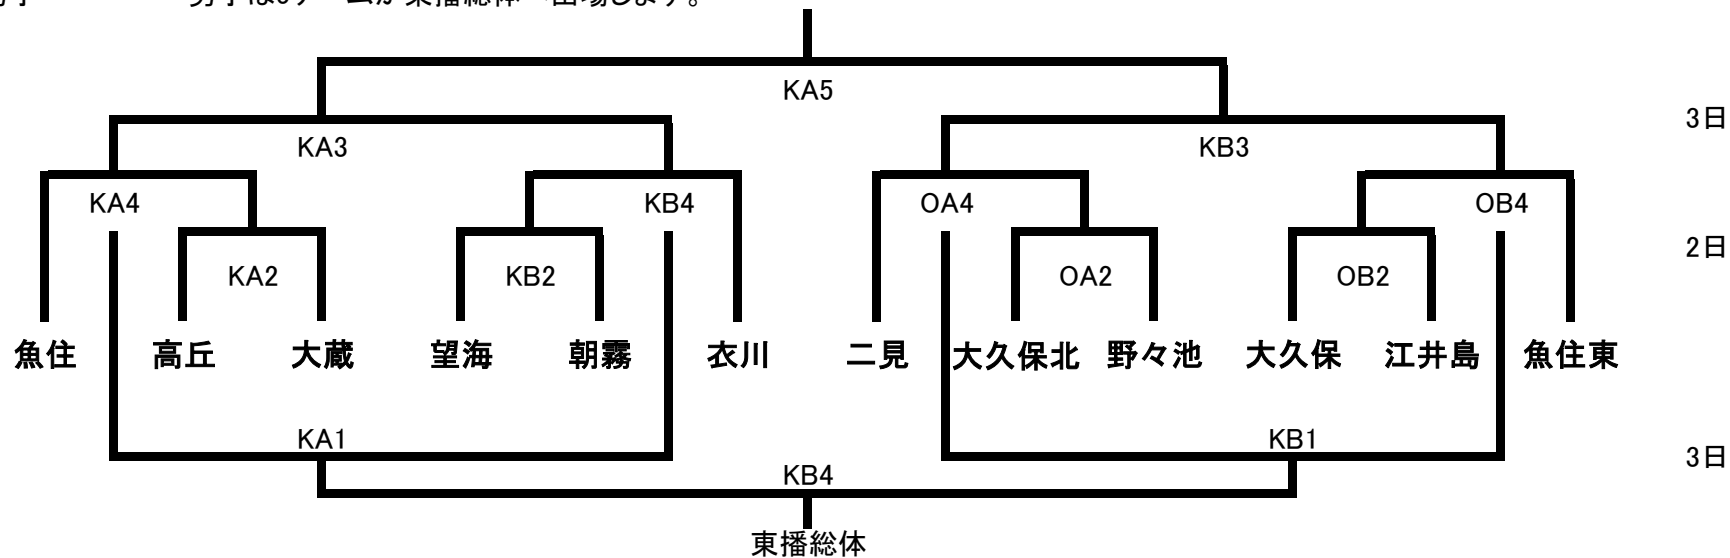 男子は5チームが東播総体へ出場します。
KA5
3日
KA3 KB3
KA4 KB4 OA4 OB4
2日
KA2 KB2 OA2 OB2
魚住 高丘 大蔵 望海 朝霧 衣川 二見 大久保北 野々池 大久保 江井島 魚住東
KA1 KB1
3日
KB4
東播総体